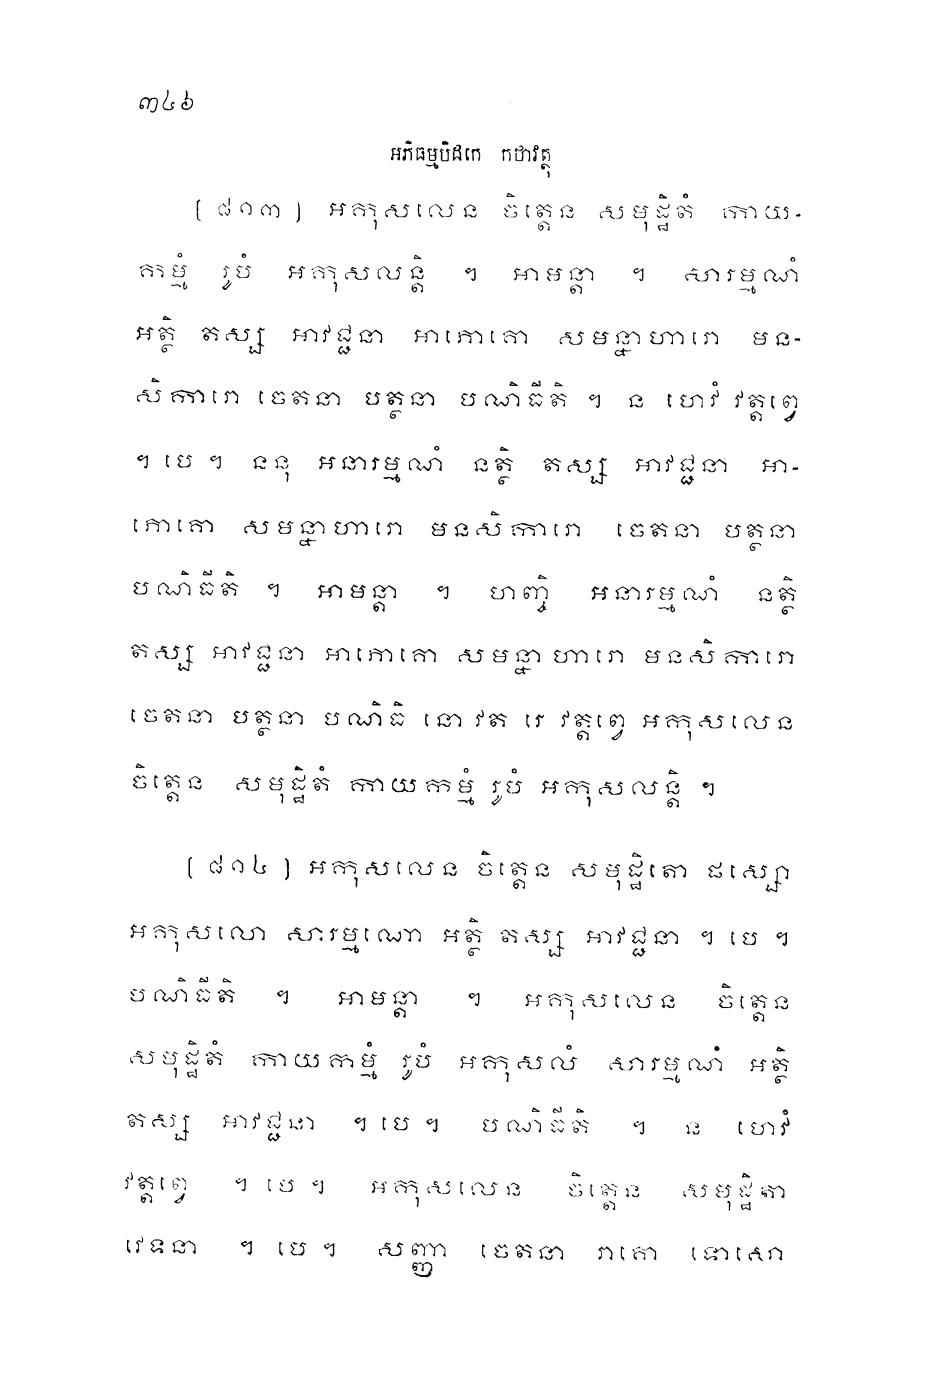 ៣៤៦
អភិធម្មបិដកេ កថាវត្ថុ
[ ៨០៣ ] អកុសលេន ចិត្តេន សមុដ្ឋិតំ កាយ-
កម្មំ រូបំ អកុសលន្តិ ។ អាមន្តា ។ សារម្មណំ
អត្ថិ តស្ស អាវជ្ជនា អាភោគោ សមន្នាហារោ មន-
សិការោ ចេតនា បត្ថនា បណិធីតិ ។ ន ហេវំ វត្តព្វេ
។ បេ ។ ននុ អនារម្មណំ នត្ថិ តស្ស អាវជ្ជនា អា-
ភោគោ សមន្នាហារោ មនសិការោ ចេតនា បត្ថនា
បណិធីតិ ។ អាមន្តា ។ ហញ្ចិ អនារម្មណំ នត្ថិ
តស្ស អាវជ្ជនា អាភោគោ សមន្នាហារោ មនសិការោ
ចេតនា បត្ថនា បណិធិ នោ វត រេ វត្តព្វេ អកុសលេន
ចិត្តេន សមុដ្ឋិតំ កាយកម្មំ រូបំ អកុសលន្តិ ។
[ ៨០៤ ] អកុសលេន ចិត្តេន សមុដ្ឋិតោ ផស្សោ
អកុសលោ សារម្មណោ អត្ថិ តស្ស អាវជ្ជនា ។ បេ ។
បណិធីតិ ។ អាមន្តា ។ អកុសលេន ចិត្តេន
សមុដ្ឋិតំ កាយកម្មំ រូបំ អកុសលំ សារម្មណំ អត្ថិ
តស្ស អាវជ្ជនា ។ បេ ។ បណិធីតិ ។ ន ហេវំ
វត្តព្វេ ។ បេ ។ អកុសលេន ចិត្តេន សមុដ្ឋិតា
វេទនា ។ បេ ។ សញ្ញា ចេតនា រាគោ ទោសោ